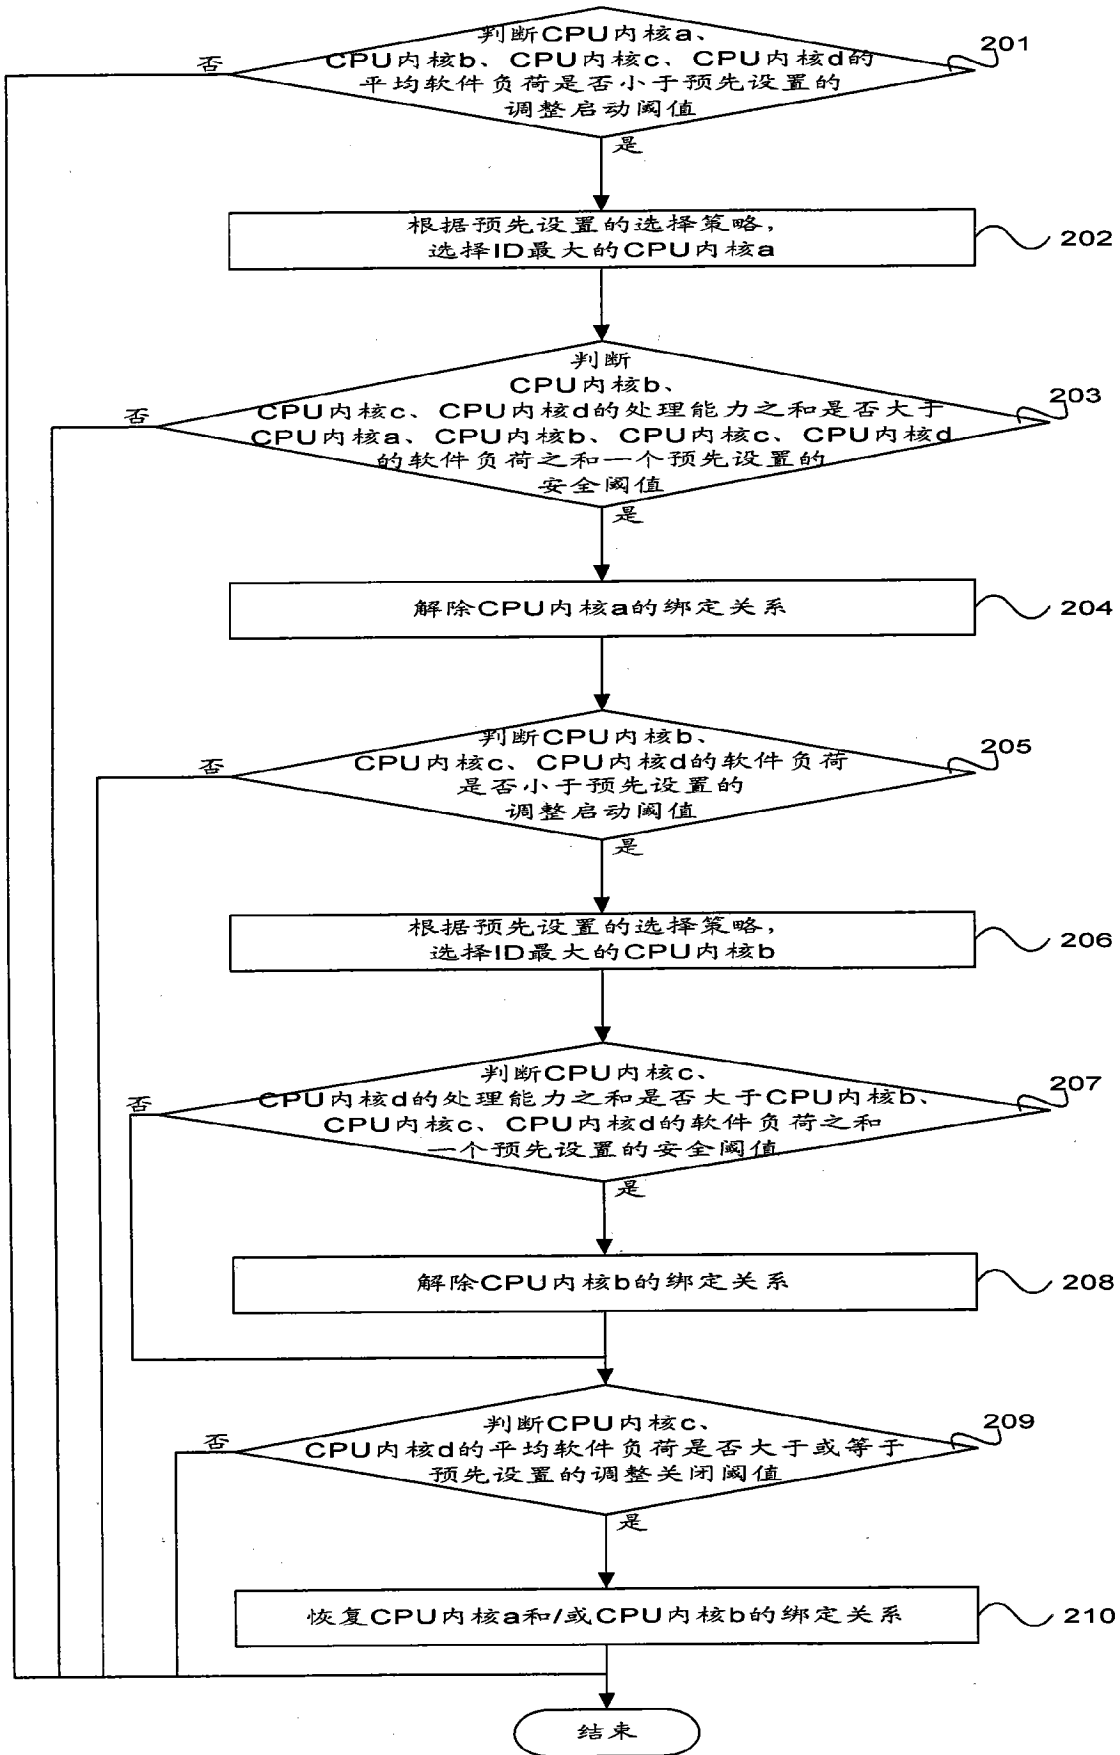 判断CPU内核a、
CPU内核b、CPU内核c、CPU内核d的
平均软件负荷是否小于预先设置的
调整启动阈值
201
否
是
根据预先设置的选择策略，
选择ID最大的CPU内核a
202
判断
CPU内核b、
CPU内核c、CPU内核d的处理能力之和是否大于
CPU内核a、CPU内核b、CPU内核c、CPU内核d
的软件负荷之和一个预先设置的
安全阈值
203
否
是
解除CPU内核a的绑定关系
204
判断CPU内核b、
CPU内核c、CPU内核d的软件负荷
是否小于预先设置的
调整启动阈值
205
否
是
根据预先设置的选择策略，
选择ID最大的CPU内核b
206
判断CPU内核c、
CPU内核d的处理能力之和是否大于CPU内核b、
CPU内核c、CPU内核d的软件负荷之和
一个预先设置的安全阈值
207
否
是
解除CPU内核b的绑定关系
208
判断CPU内核c、
CPU内核d的平均软件负荷是否大于或等于
预先设置的调整关闭阈值
209
否
是
恢复CPU内核a和/或CPU内核b的绑定关系
210
结束